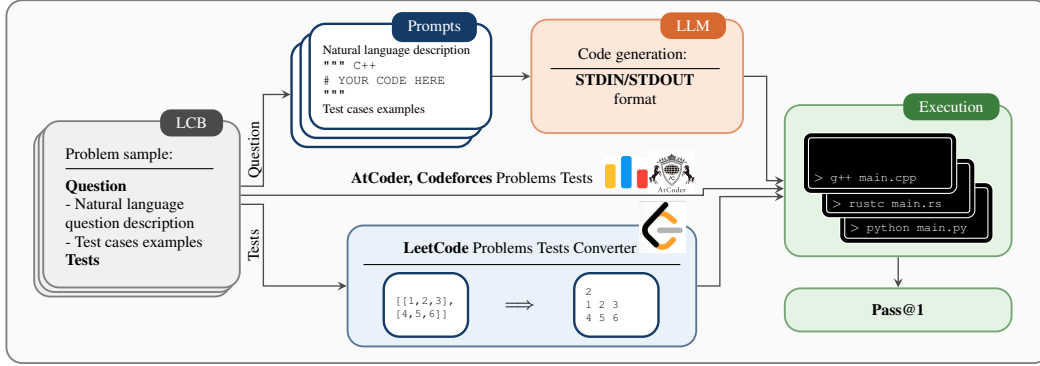 Prompts
Natural language description
""" C++
# YOUR CODE HERE
"""
Test cases examples
LLM
Code generation:
STDIN/STDOUT
format
LCB
Problem sample:
Question
- Natural language
question description
- Test cases examples
Tests
Question
Tests
AtCoder, Codeforces Problems Tests
AtCoder
LeetCode Problems Tests Converter
[[1,2,3],
[4,5,6]]
⟹
2
1 2 3
4 5 6
Execution
> g++ main.cpp
> rustc main.rs
> python main.py
Pass@1